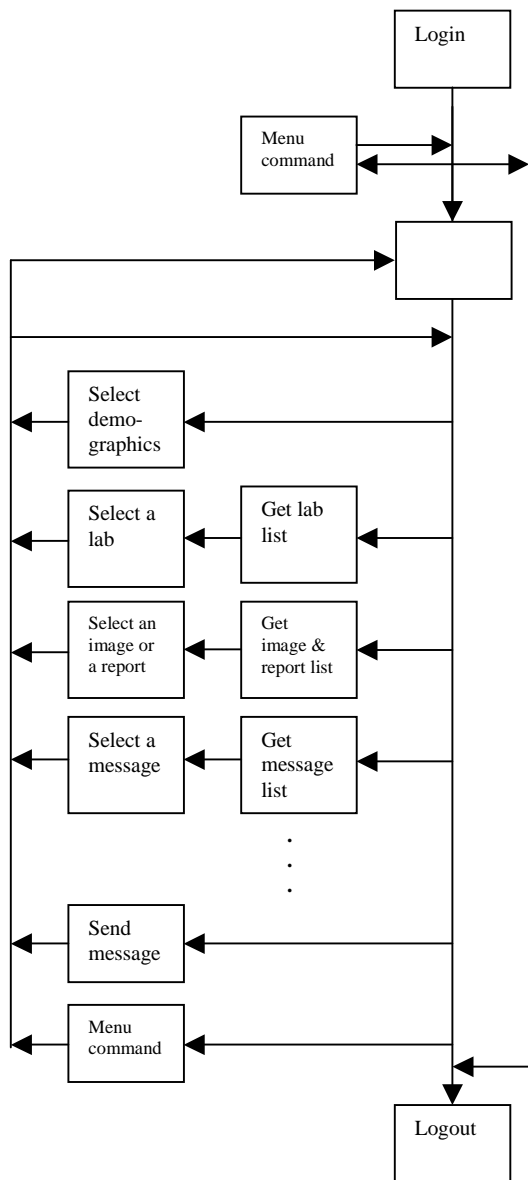 Login
Menu
command
Select
demo-
graphics
Select a
lab
Get lab
list
Select an
image or
a report
Get
image &
report list
Select a
message
Get
message
list
.
.
.
Send
message
Menu
command
Logout